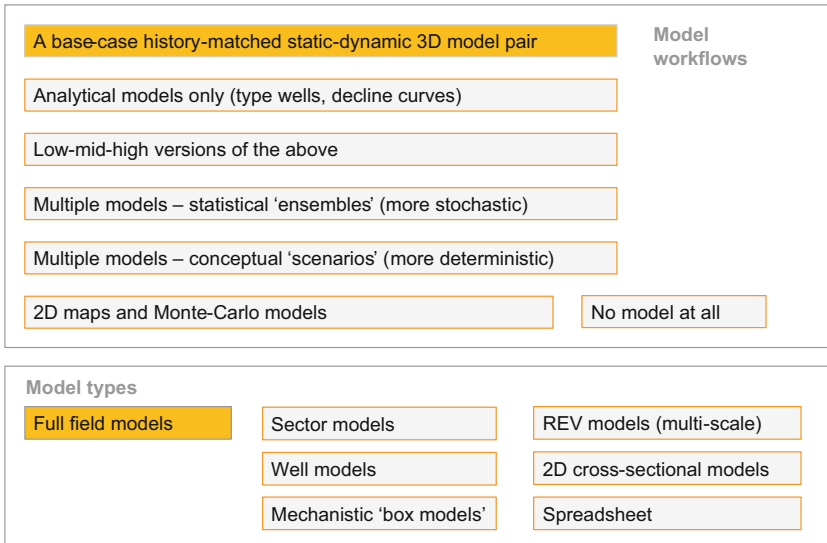 A base-case history-matched static-dynamic 3D model pair
Model
workflows
Analytical models only (type wells, decline curves)
Low-mid-high versions of the above
Multiple models – statistical ‘ensembles’ (more stochastic)
Multiple models – conceptual ‘scenarios’ (more deterministic)
2D maps and Monte-Carlo models
No model at all
Model types
Full field models
Sector models
REV models (multi-scale)
Well models
2D cross-sectional models
Mechanistic ‘box models’
Spreadsheet